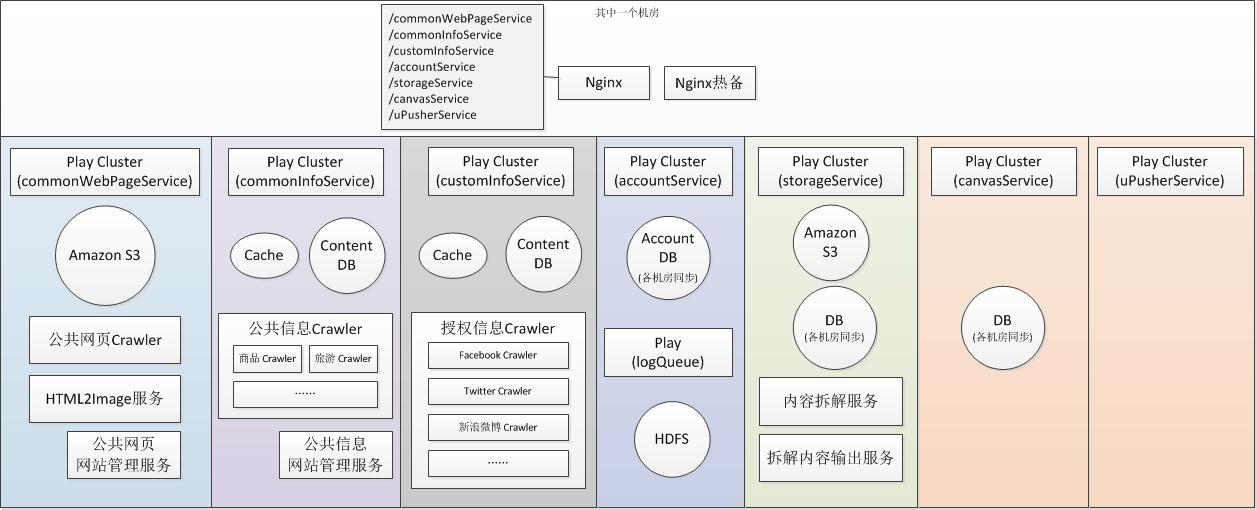 其中一个机房
/commonWebPageService
/commonInfoService
/customInfoService
/accountService
/storageService
/canvasService
/uPusherService
Nginx
Nginx热备
Play Cluster
(commonWebPageService)
Amazon S3
公共网页Crawler
HTML2Image服务
公共网页
网站管理服务
Play Cluster
(commonInfoService)
Cache
Content
DB
公共信息Crawler
商品 Crawler
旅游 Crawler
……
公共信息
网站管理服务
Play Cluster
(customInfoService)
Cache
Content
DB
授权信息Crawler
Facebook Crawler
Twitter Crawler
新浪微博 Crawler
……
Play Cluster
(accountService)
Account
DB
(各机房同步)
Play
(logQueue)
HDFS
Play Cluster
(storageService)
Amazon
S3
DB
(各机房同步)
内容拆解服务
拆解内容输出服务
Play Cluster
(canvasService)
DB
(各机房同步)
Play Cluster
(uPusherService)